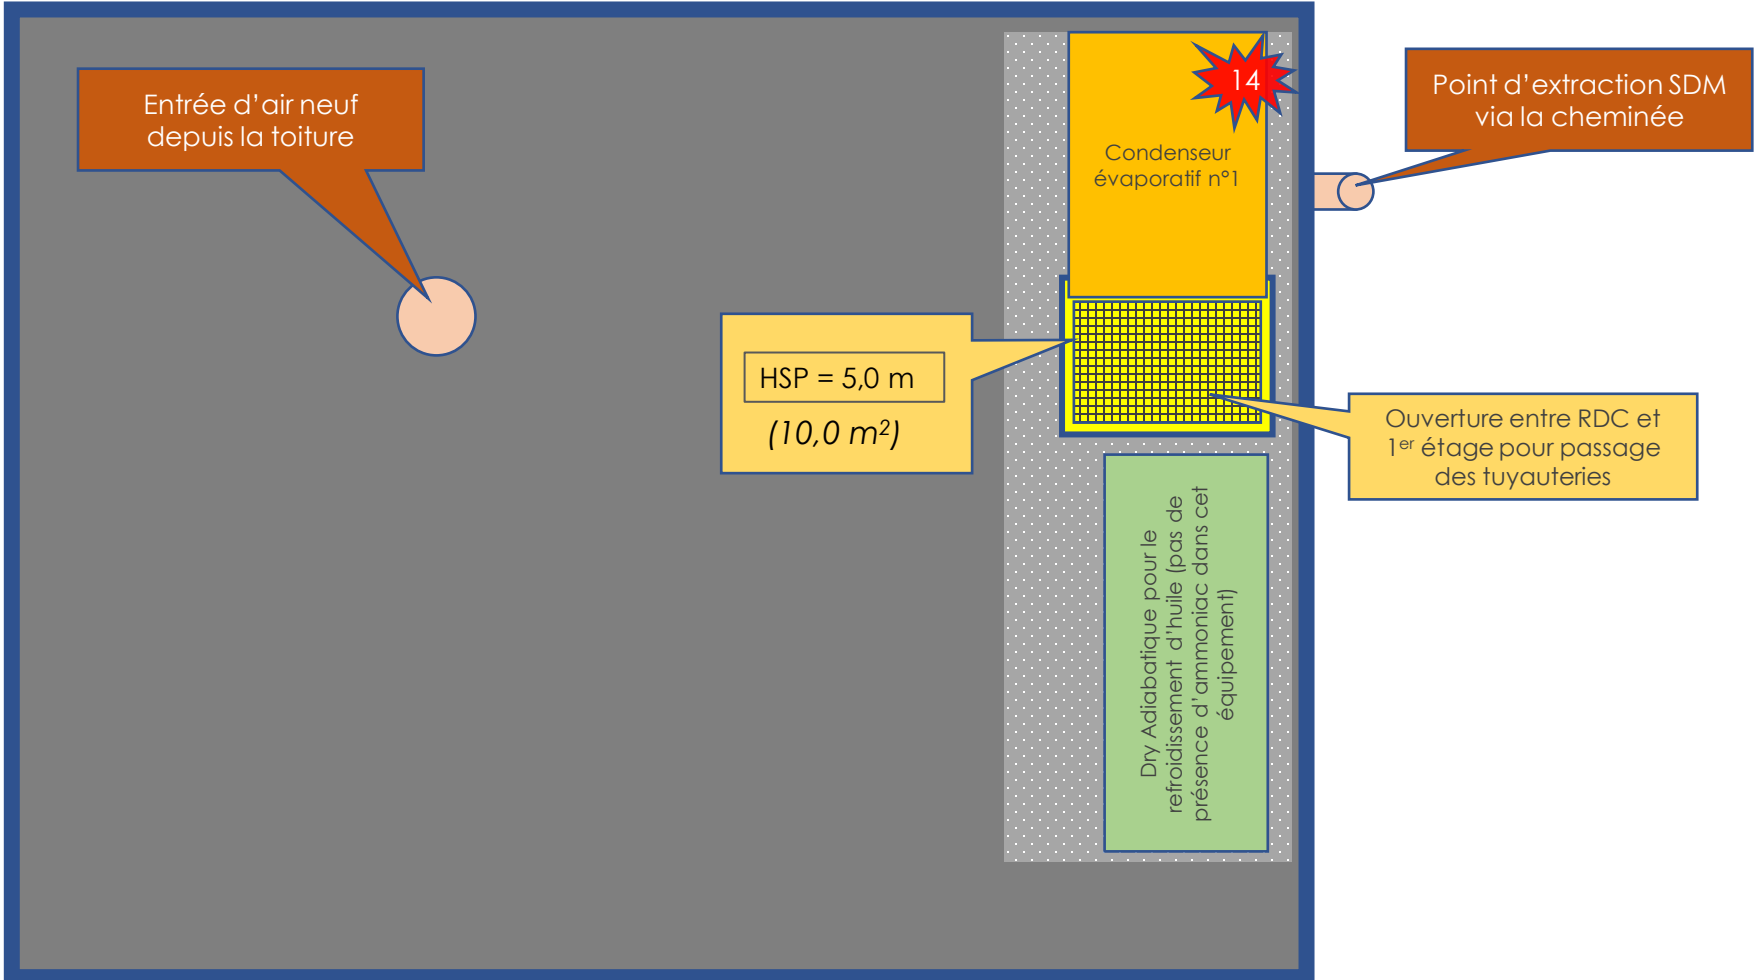 Entrée d'air neuf
depuis la toiture
14
Condenseur
évaporatif n°1
Point d'extraction SDM
via la cheminée
HSP = 5,0 m
(10,0 m²)
Ouverture entre RDC et
1er étage pour passage
des tuyauteries
Dry Adiabatique pour le
refroidissement d'huile (pas de
présence d'ammoniac dans cet
équipement)